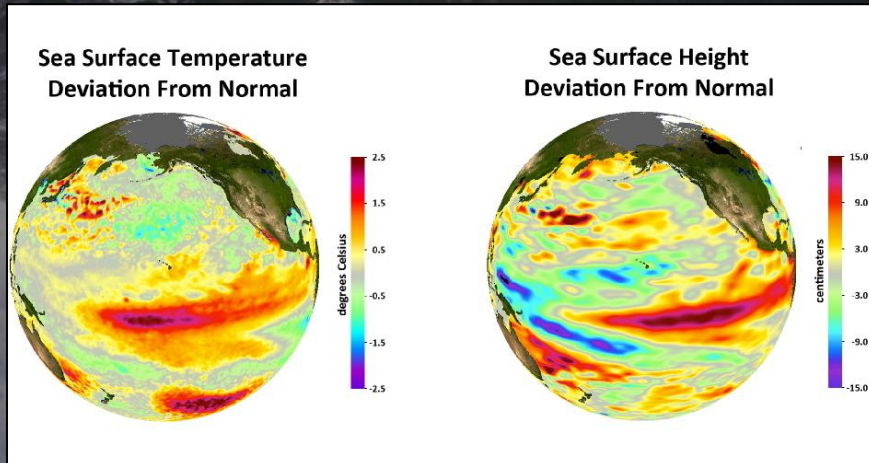 Sea Surface Temperature
Deviation From Normal
2.5
1.5
0.5
-0.5
-1.5
-2.5
degrees Celsius
Sea Surface Height
Deviation From Normal
15.0
9.0
3.0
-3.0
-9.0
-15.0
centimeters